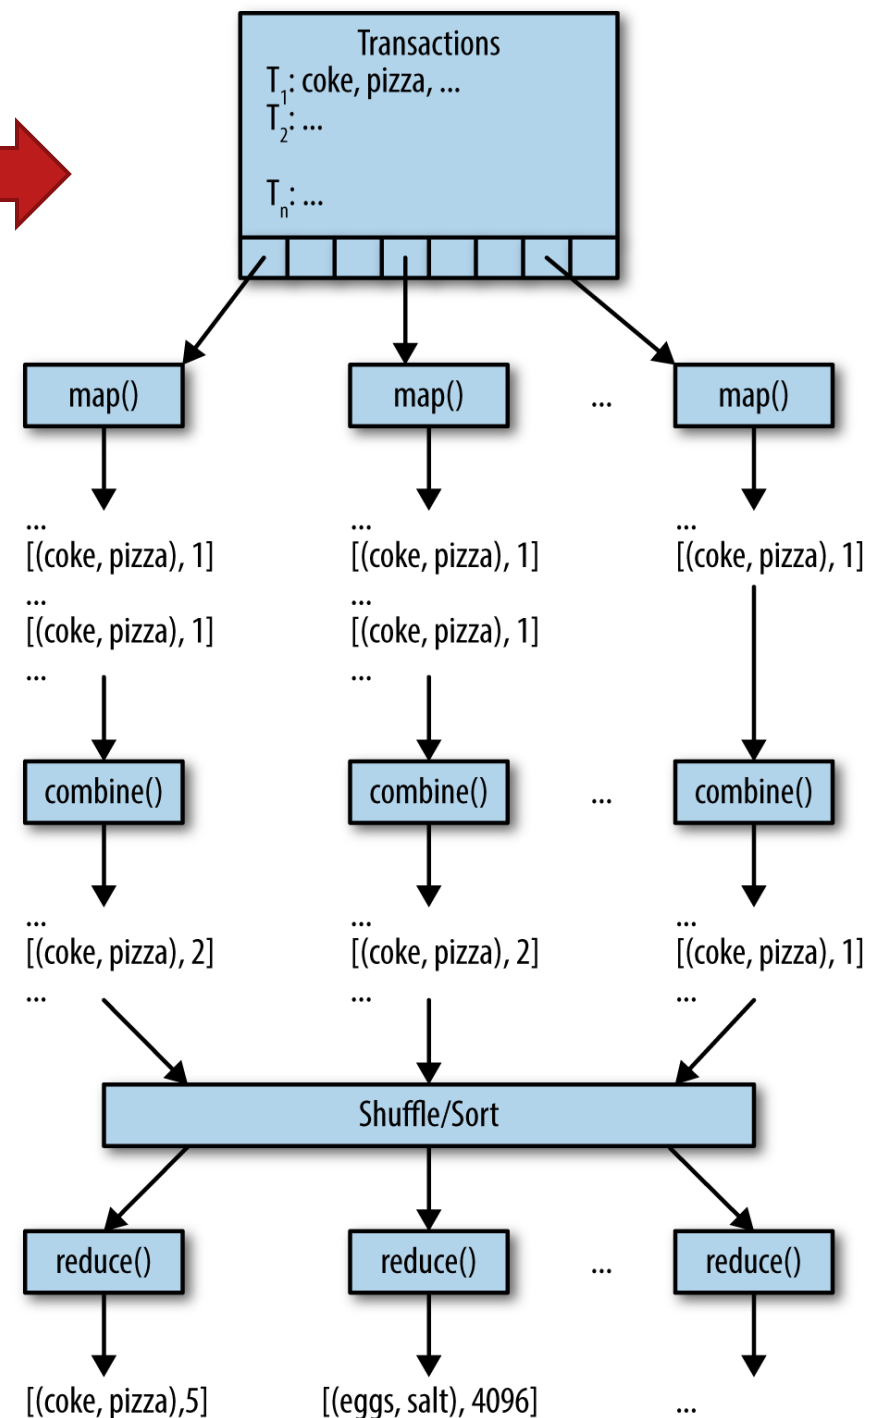 Transactions
T1: coke, pizza, ...
T2: ...
Tn: ...
map() map() ... map()
... ... ...
[(coke, pizza), 1] [(coke, pizza), 1] [(coke, pizza), 1]
... ...
[(coke, pizza), 1] [(coke, pizza), 1]
... ...
combine() combine() ... combine()
... ... ...
[(coke, pizza), 2] [(coke, pizza), 2] [(coke, pizza), 1]
... ... ...
Shuffle/Sort
reduce() reduce() ... reduce()
[(coke, pizza),5] [(eggs, salt), 4096] ...